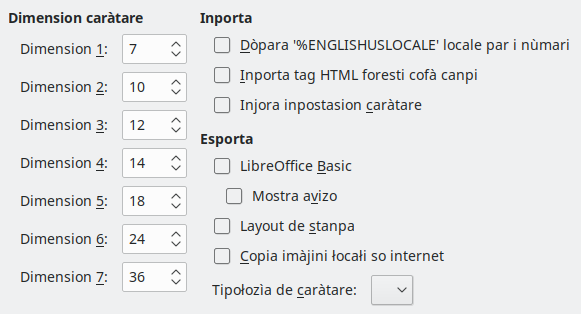 Dimension caràtare
Dimension 1: 7
Dimension 2: 10
Dimension 3: 12
Dimension 4: 14
Dimension 5: 18
Dimension 6: 24
Dimension 7: 36
Inporta
Dòpara '%ENGLISHUSLOCALE' locale par i nùmari
Inporta tag HTML foresti cofà canpi
Injora inpostasion caràtare
Esporta
LibreOffice Basic
Mostra avizo
Layout de stanpa
Copia imàjini łocałi so internet
Tipołozìa de caràtare: